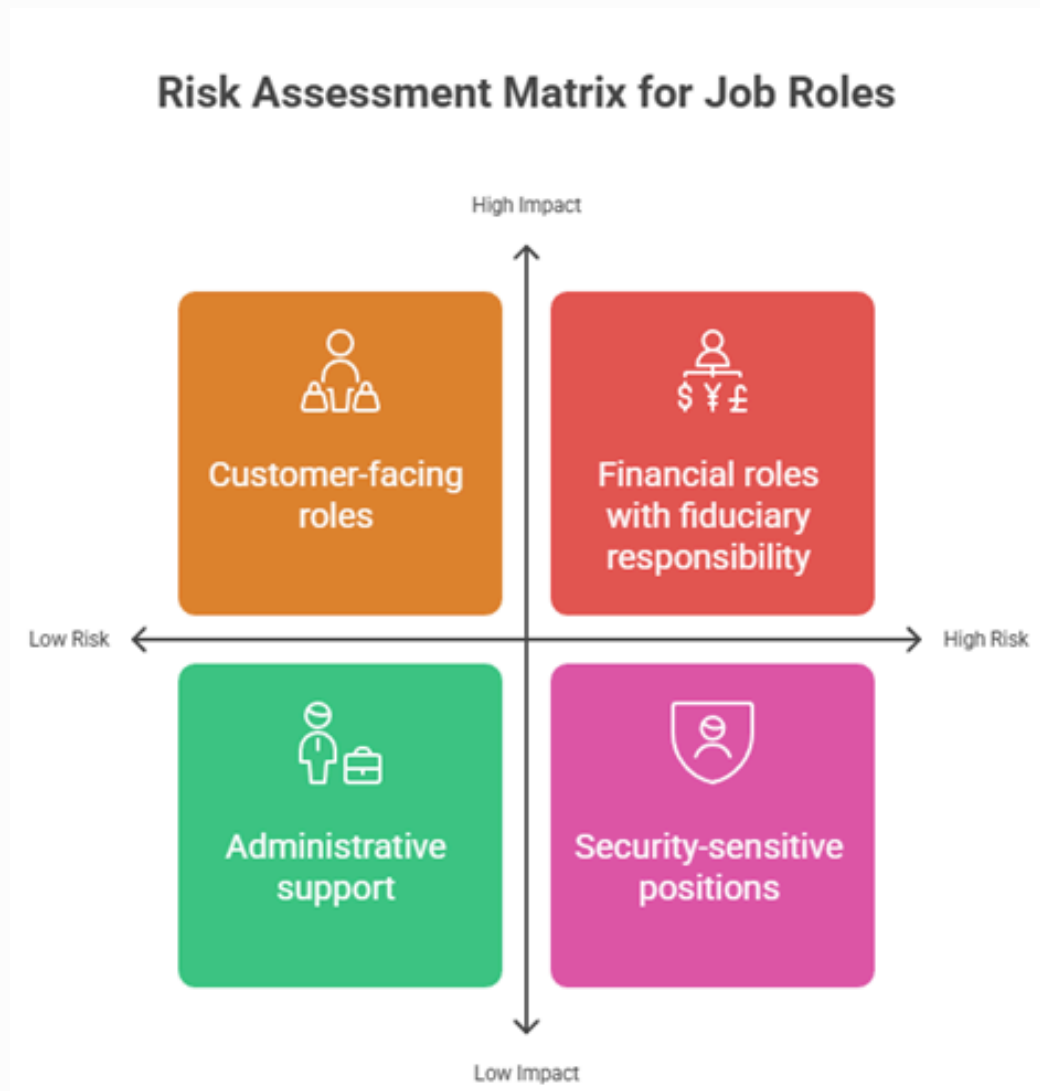 Risk Assessment Matrix for Job Roles
High Impact
Customer-facing
roles
Financial roles
with fiduciary
responsibility
$ ¥ £
Low Risk
High Risk
Administrative
support
Security-sensitive
positions
Low Impact